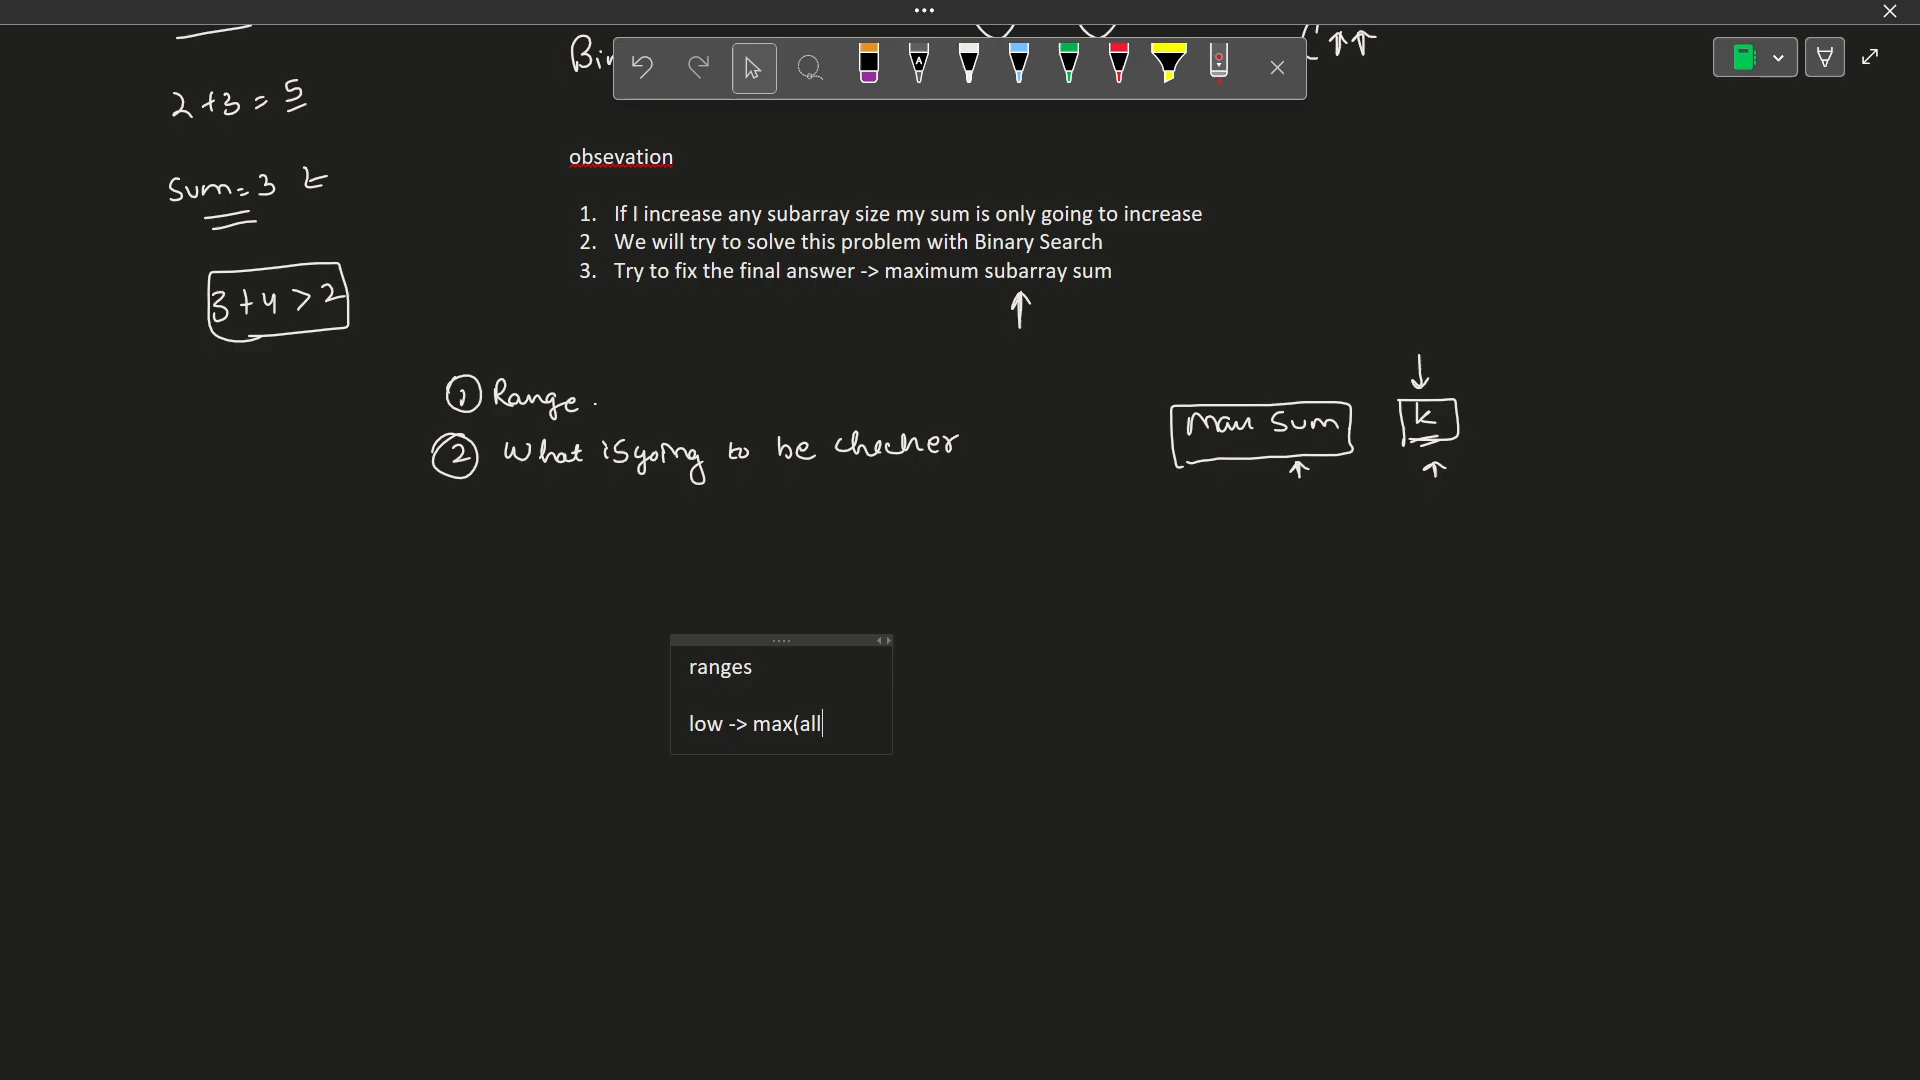 2 + 3 = 5
Sum = 3
3 + 4 > 2
Bin
obsevation
1. If I increase any subarray size my sum is only going to increase
2. We will try to solve this problem with Binary Search
3. Try to fix the final answer -> maximum subarray sum
① Range.
② What is going to be checker
Max Sum
k
ranges
low -> max(all